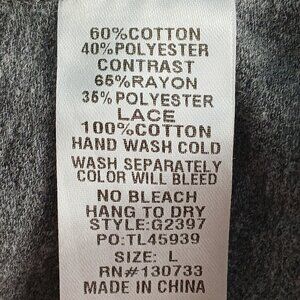 60%COTTON
40%POLYESTER
CONTRAST
65%RAYON
35%POLYESTER
LACE
100%COTTON
HAND WASH COLD
WASH SEPARATELY
COLOR WILL BLEED
NO BLEACH
HANG TO DRY
STYLE:G2397
PO:TL45939
SIZE: L
RN#130733
MADE IN CHINA